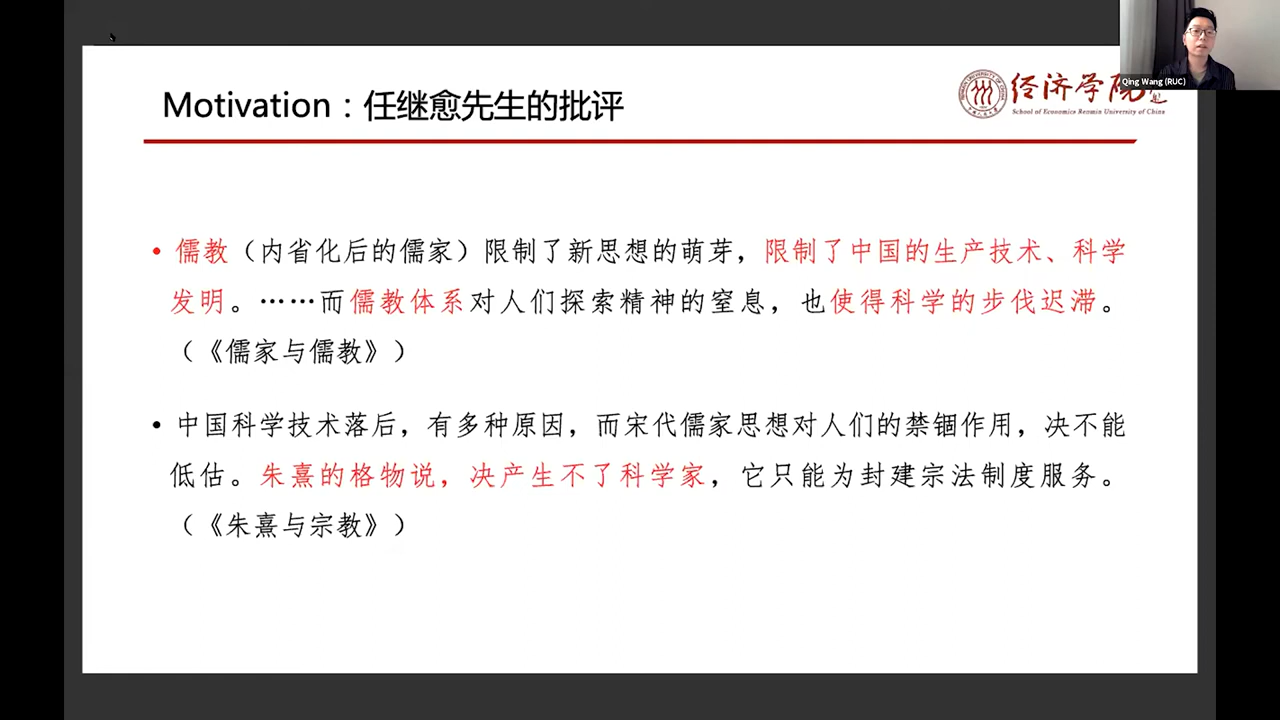 Motivation：任继愈先生的批评
经济学院
School of Economics Renmin University of China
Qing Wang (RUC)
• 儒教（内省化后的儒家）限制了新思想的萌芽，限制了中国的生产技术、科学
发明。……而儒教体系对人们探索精神的窒息，也使得科学的步伐迟滞。
（《儒家与儒教》）
• 中国科学技术落后，有多种原因，而宋代儒家思想对人们的禁锢作用，决不能
低估。朱熹的格物说，决产生不了科学家，它只能为封建宗法制度服务。
（《朱熹与宗教》）